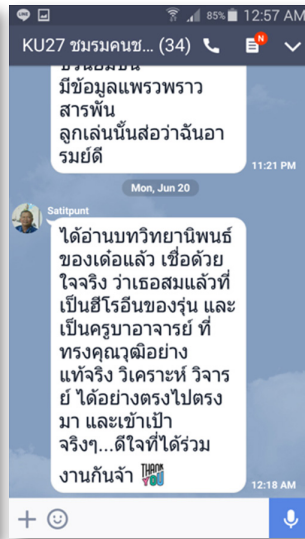 85% 12:57 AM
KU27 ชมรมคนช... (34)
N
มีข้อมูลแพรวพราว
สารพัน
ลูกเล่นนั้นส่อว่าฉันอา
รมย์ดี
11:21 PM
Mon, Jun 20
Satitpunt
ได้อ่านบทวิทยานิพนธ์
ของเด๋อแล้ว เชื่อด้วย
ใจจริง ว่าเธอสมแล้วที่
เป็นฮีโรอีนของรุ่น และ
เป็นครูบาอาจารย์ ที่
ทรงคุณวุฒิอย่าง
แท้จริง วิเคราะห์ วิจาร
ย์ ได้อย่างตรงไปตรง
มา และเข้าเป้า
จริงๆ...ดีใจที่ได้ร่วม
งานกันจ้า THANK YOU
12:18 AM